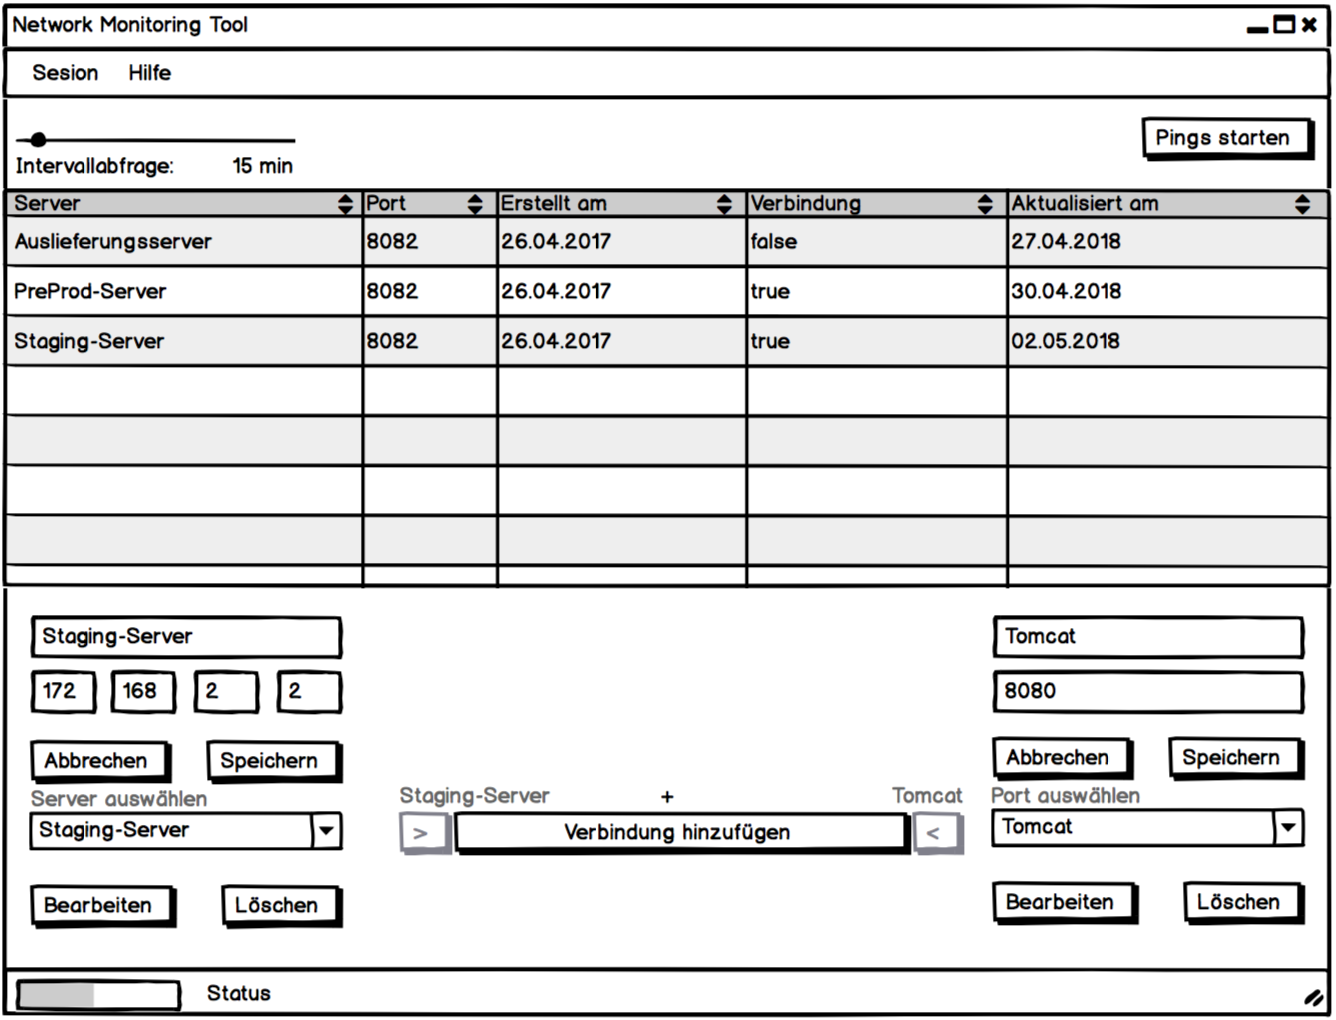 Network Monitoring Tool
Sesion Hilfe
Pings starten
Intervallabfrage: 15 min
Server Port Erstellt am Verbindung Aktualisiert am
Auslieferungsserver 8082 26.04.2017 false 27.04.2018
PreProd-Server 8082 26.04.2017 true 30.04.2018
Staging-Server 8082 26.04.2017 true 02.05.2018
Staging-Server Tomcat
172 168 2 2 8080
Abbrechen Speichern Abbrechen Speichern
Server auswählen Staging-Server + Tomcat Port auswählen
Staging-Server > Verbindung hinzufügen < Tomcat
Bearbeiten Löschen Bearbeiten Löschen
Status